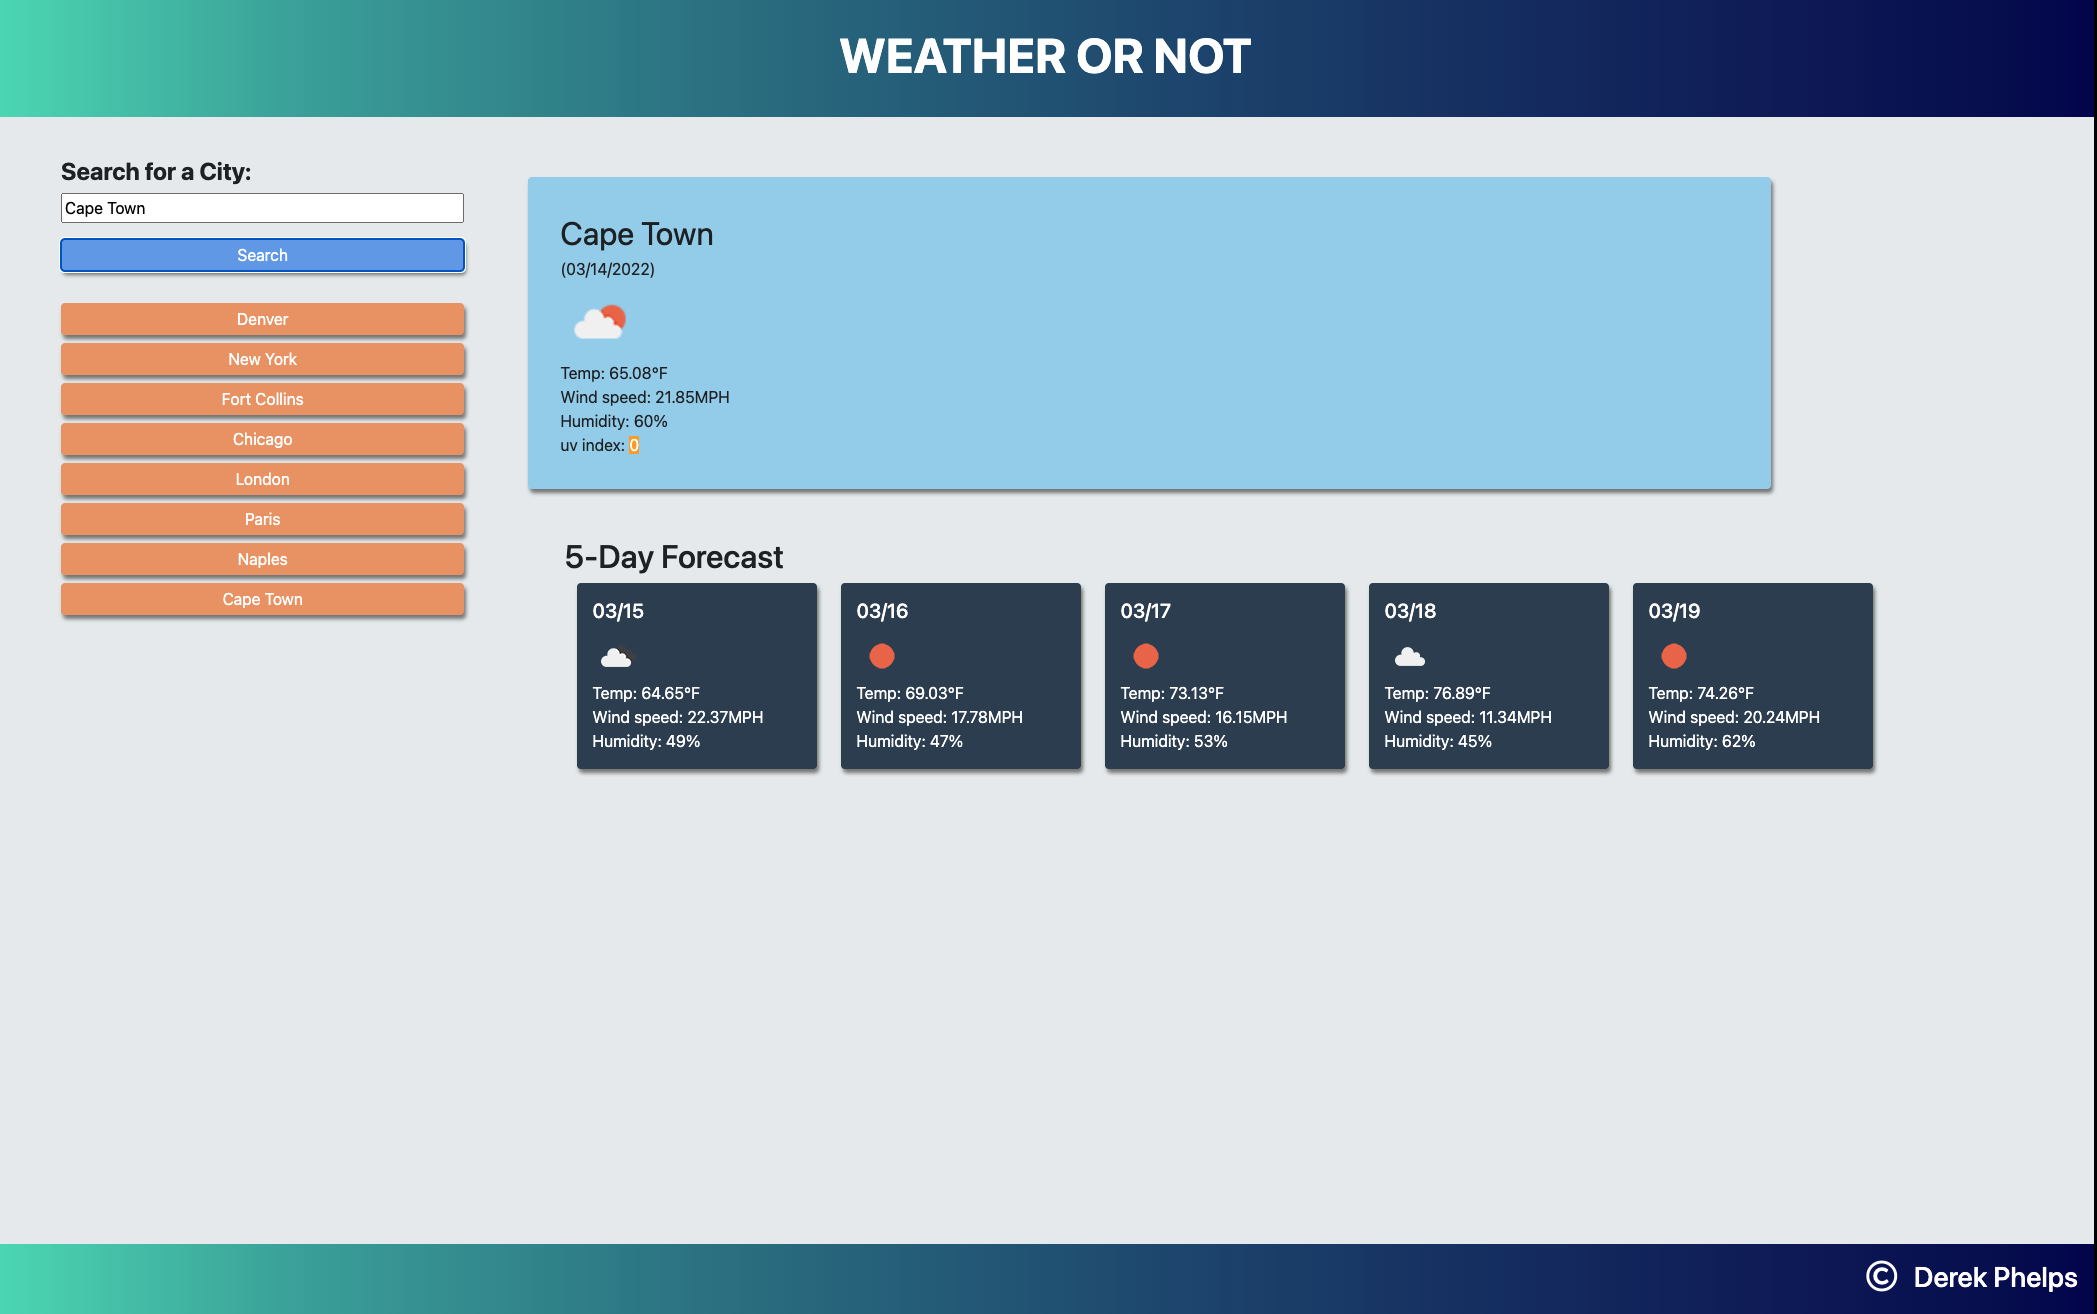 WEATHER OR NOT
Search for a City:
Cape Town
Search
Denver
New York
Fort Collins
Chicago
London
Paris
Naples
Cape Town
Cape Town
(03/14/2022)
Temp: 65.08°F
Wind speed: 21.85MPH
Humidity: 60%
uv index: 0
5-Day Forecast
03/15
Temp: 64.65°F
Wind speed: 22.37MPH
Humidity: 49%
03/16
Temp: 69.03°F
Wind speed: 17.78MPH
Humidity: 47%
03/17
Temp: 73.13°F
Wind speed: 16.15MPH
Humidity: 53%
03/18
Temp: 76.89°F
Wind speed: 11.34MPH
Humidity: 45%
03/19
Temp: 74.26°F
Wind speed: 20.24MPH
Humidity: 62%
© Derek Phelps